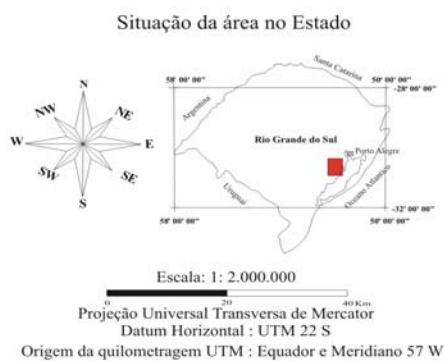 Situação da área no Estado
N
NW
NE
W
E
SW
SE
S
58° 00' 00"
50° 00' 00"
-28° 00' 00"
Santa Catarina
Argentina
Rio Grande do Sul
Porto Alegre
Uruguai
Oceano Atlântico
-32° 00' 00"
58° 00' 00"
50° 00' 00"
Escala: 1: 2.000.000
0
20
40 Km
Projeção Universal Transversa de Mercator
Datum Horizontal : UTM 22 S
Origem da quilometragem UTM : Equador e Meridiano 57 W